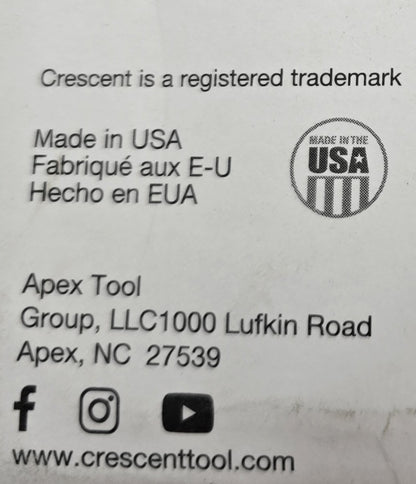 Crescent is a registered trademark
Made in USA
Fabriqué aux E-U
Hecho en EUA
MADE IN THE
USA
Apex Tool
Group, LLC1000 Lufkin Road
Apex, NC 27539
www.crescenttool.com